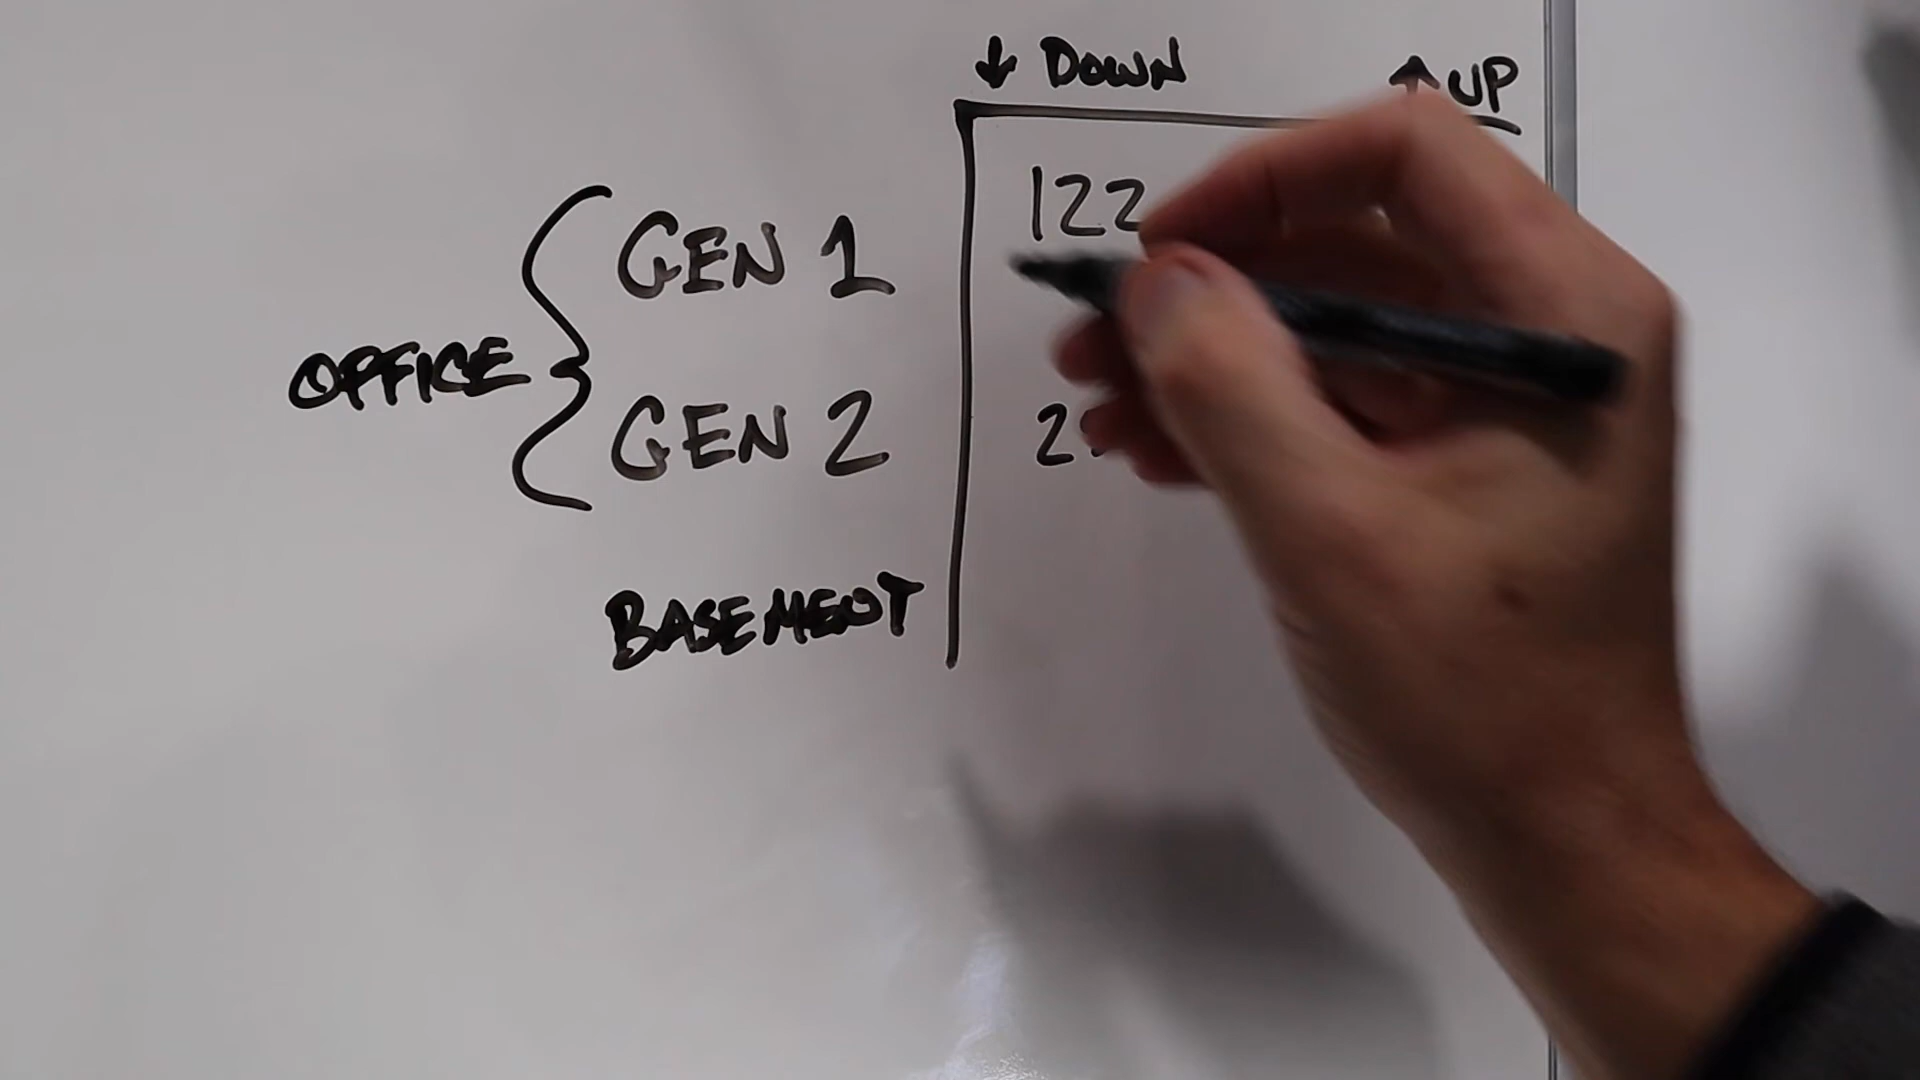 ↓ DOWN ↑ UP
GEN 1 122
OFFICE
GEN 2
BASEMENT